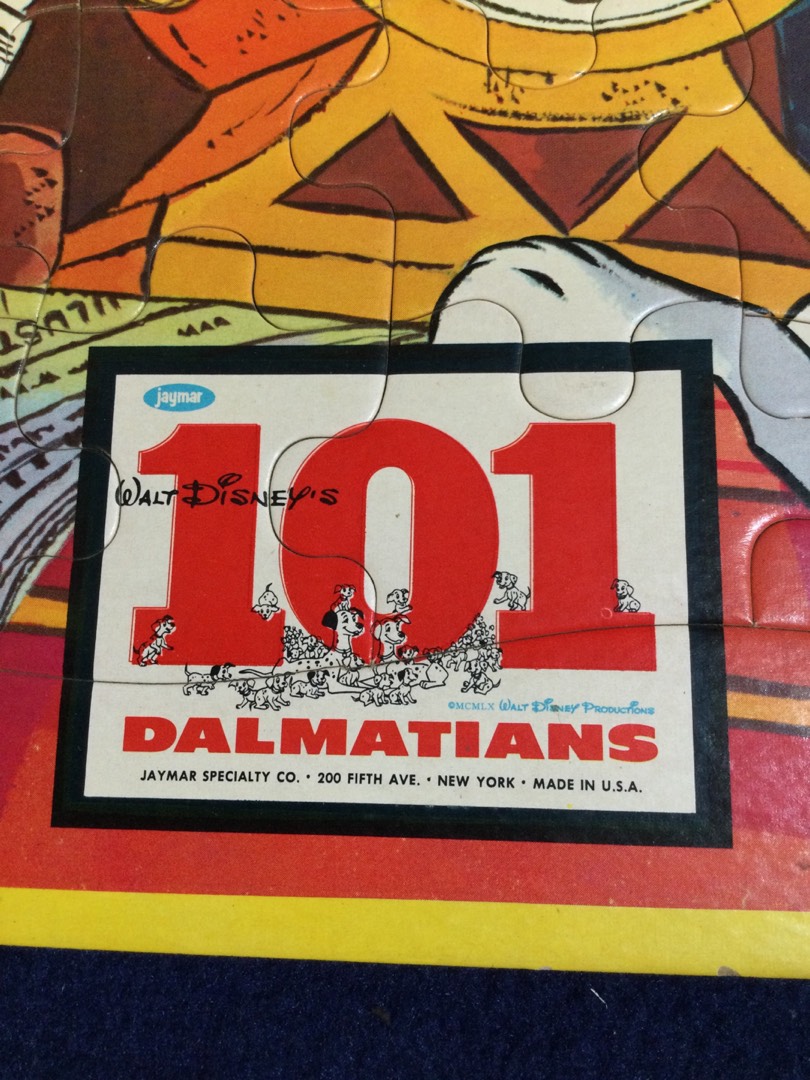 jaymar
101
WALT DISNEY'S
©MCMLX WALT DISNEY PRODUCTIONS
DALMATIANS
JAYMAR SPECIALTY CO. • 200 FIFTH AVE. • NEW YORK • MADE IN U.S.A.